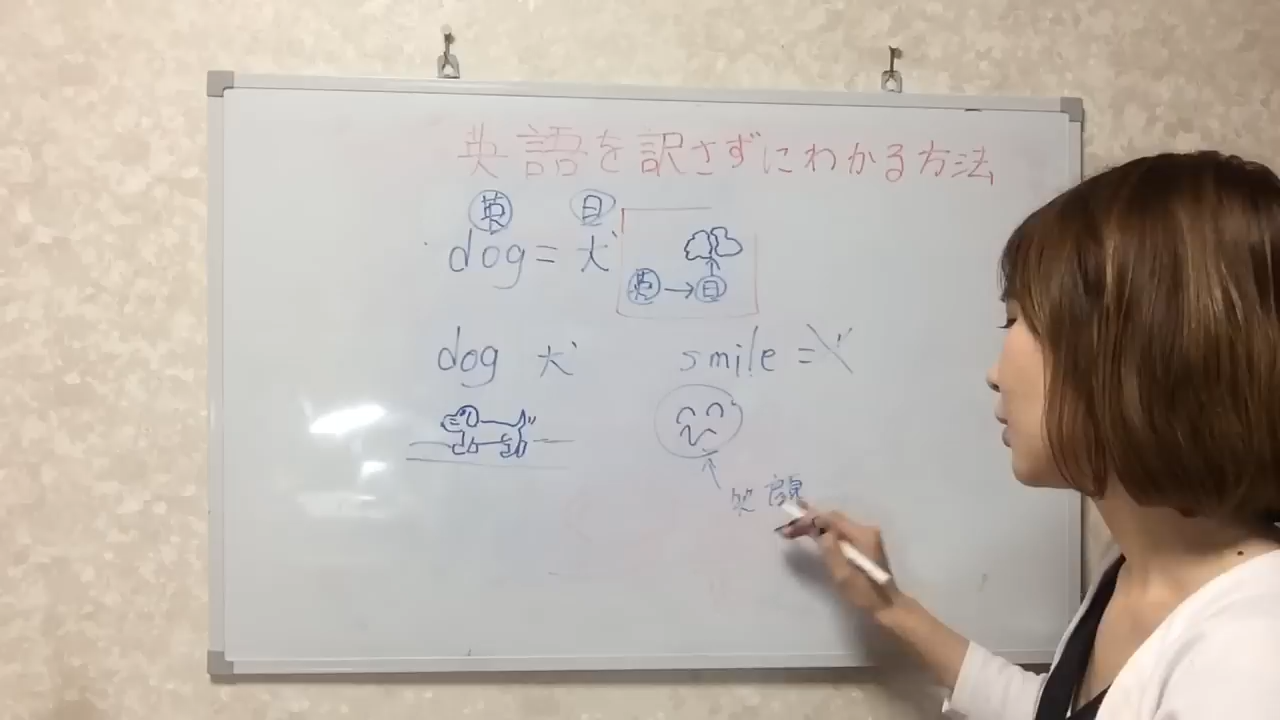 英語を訳さずにわかる方法
英 日
dog = 犬
英 → 日
dog 犬
smile =
笑顔